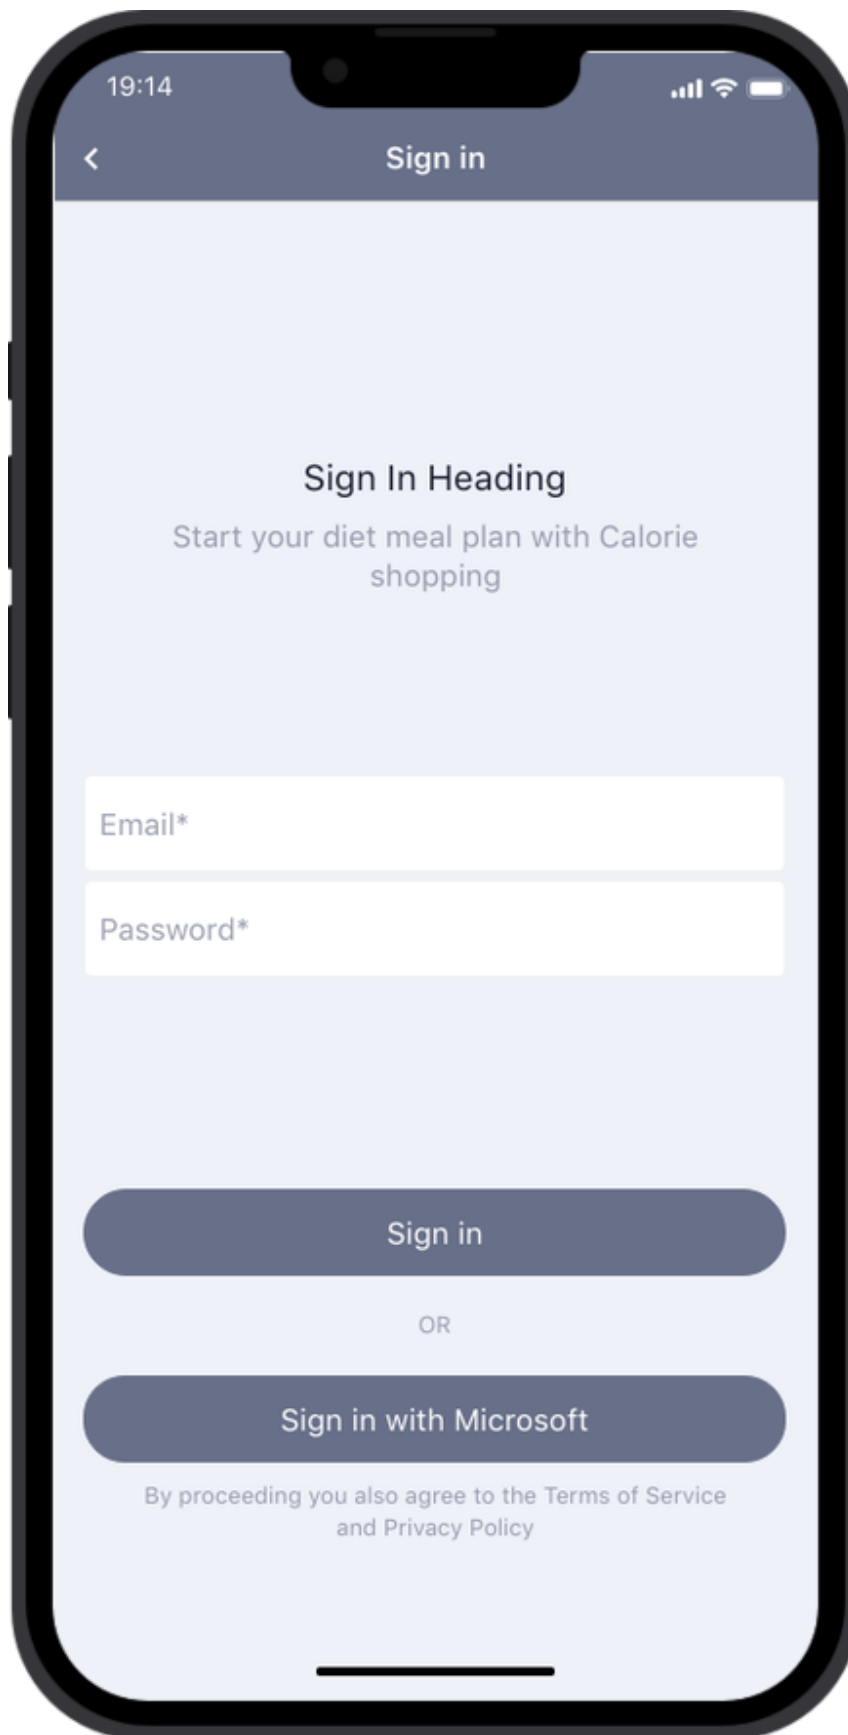 19:14
Sign in
Sign In Heading
Start your diet meal plan with Calorie
shopping
Email*
Password*
Sign in
OR
Sign in with Microsoft
By proceeding you also agree to the Terms of Service
and Privacy Policy